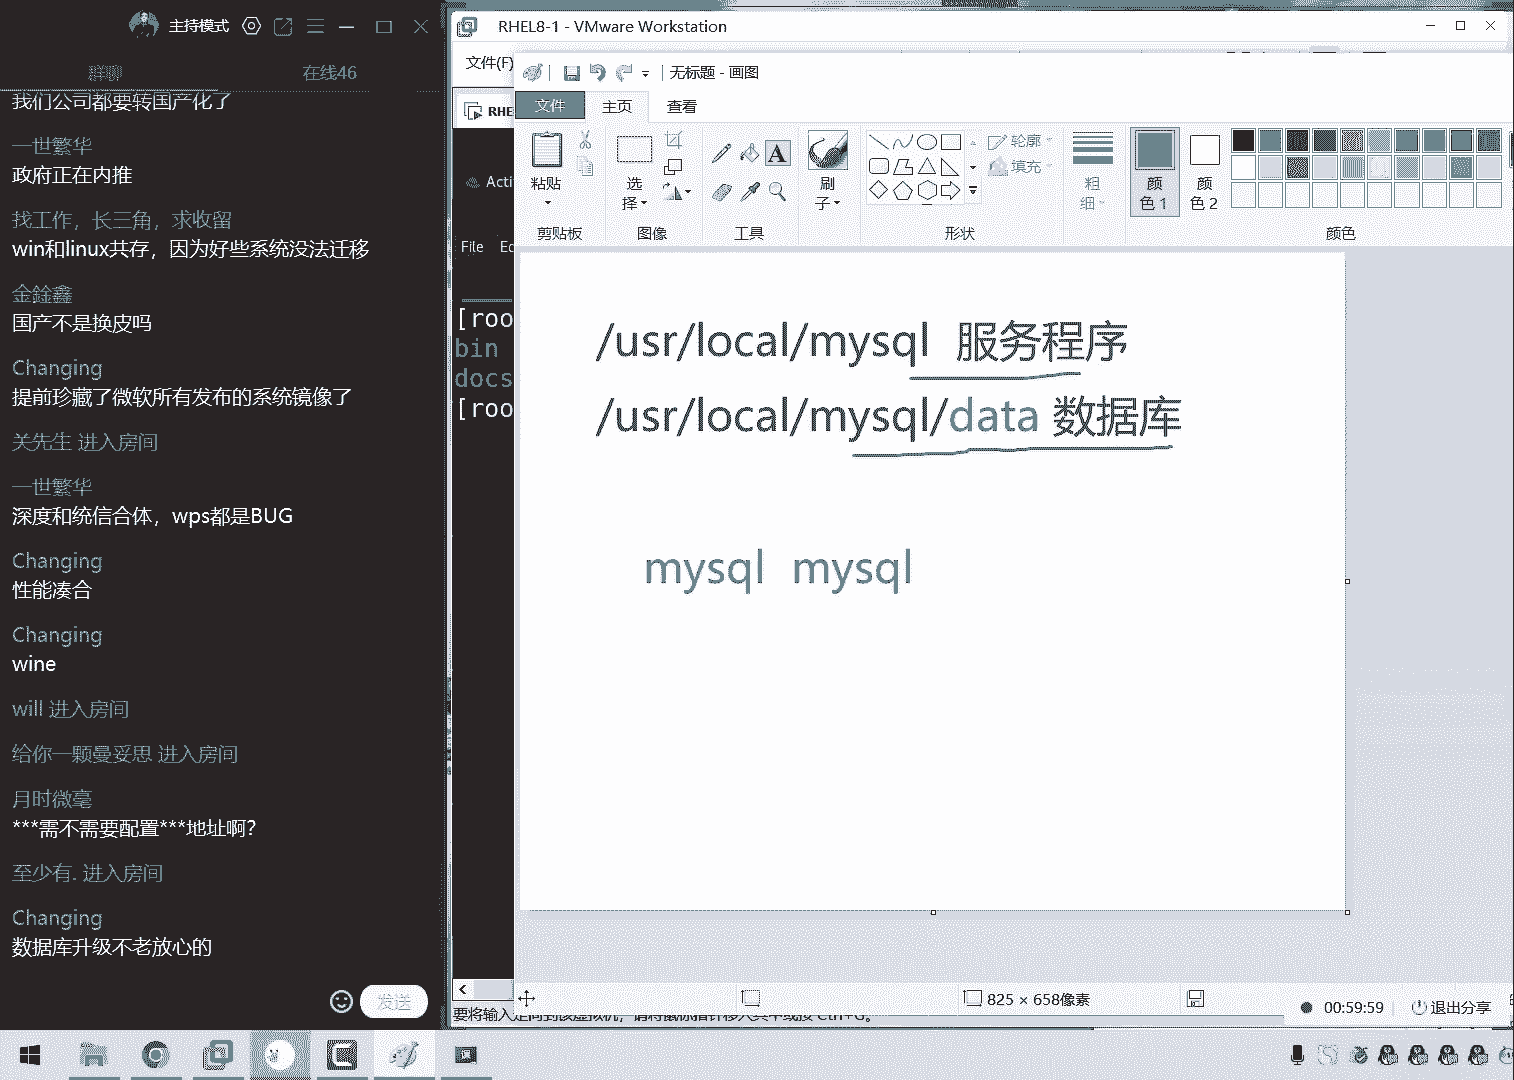 主持模式
群聊
在线46
我们公司都要转国产化了
一世繁华
政府正在内推
找工作，长三角，求收留
win和linux共存，因为好些系统没法迁移
金銓鑫
国产不是换皮吗
Changing
提前珍藏了微软所有发布的系统镜像了
关先生 进入房间
一世繁华
深度和统信合体，wps都是BUG
Changing
性能凑合
Changing
wine
will 进入房间
给你一颗曼妥思 进入房间
月时微毫
***需不需要配置***地址啊？
至少有. 进入房间
Changing
数据库升级不老放心的
发送
RHEL8-1 - VMware Workstation
文件(F)
RHE
Acti
File
[roo
bin
docs
[roo
无标题 - 画图
文件
主页
查看
粘贴
剪贴板
选择
图像
工具
刷子
形状
轮廓
填充
粗细
颜色 1
颜色 2
颜色
/usr/local/mysql 服务程序
/usr/local/mysql/data 数据库
mysql mysql
825 × 658像素
00:59:59
退出分享